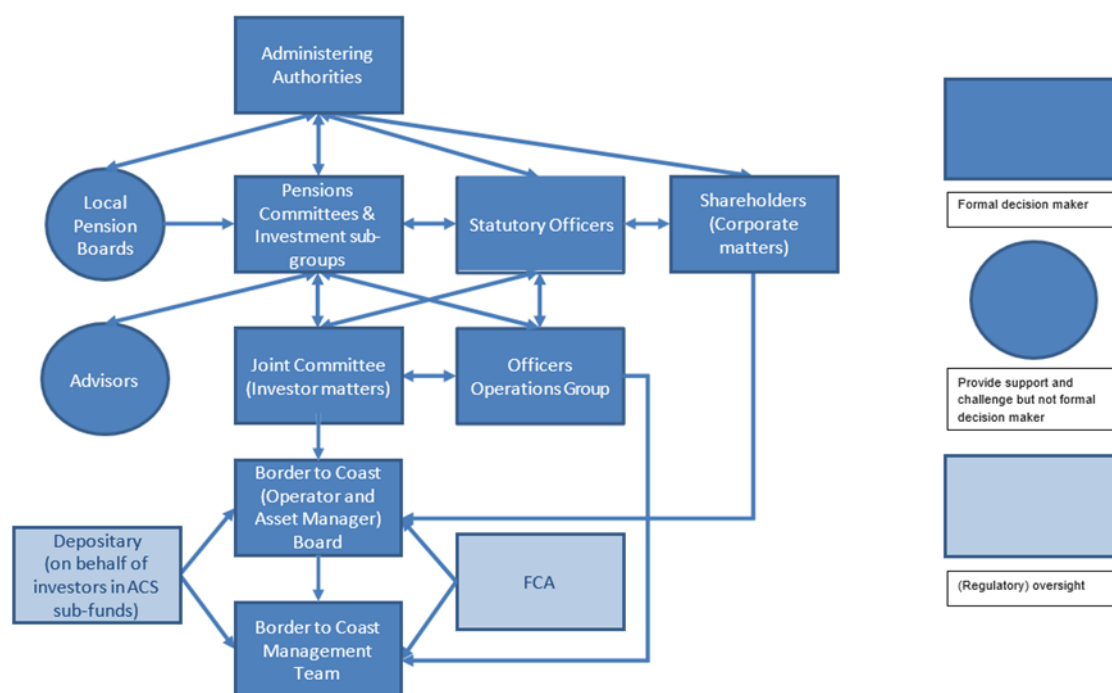 Administering
Authorities
Local
Pension
Boards
Pensions
Committees &
Investment sub-
groups
Statutory Officers
Shareholders
(Corporate
matters)
Formal decision maker
Advisors
Joint Committee
(Investor matters)
Officers
Operations Group
Provide support and
challenge but not formal
decision maker
Border to Coast
(Operator and
Asset Manager)
Board
Depositary
(on behalf of
investors in ACS
sub-funds)
FCA
(Regulatory) oversight
Border to Coast
Management
Team